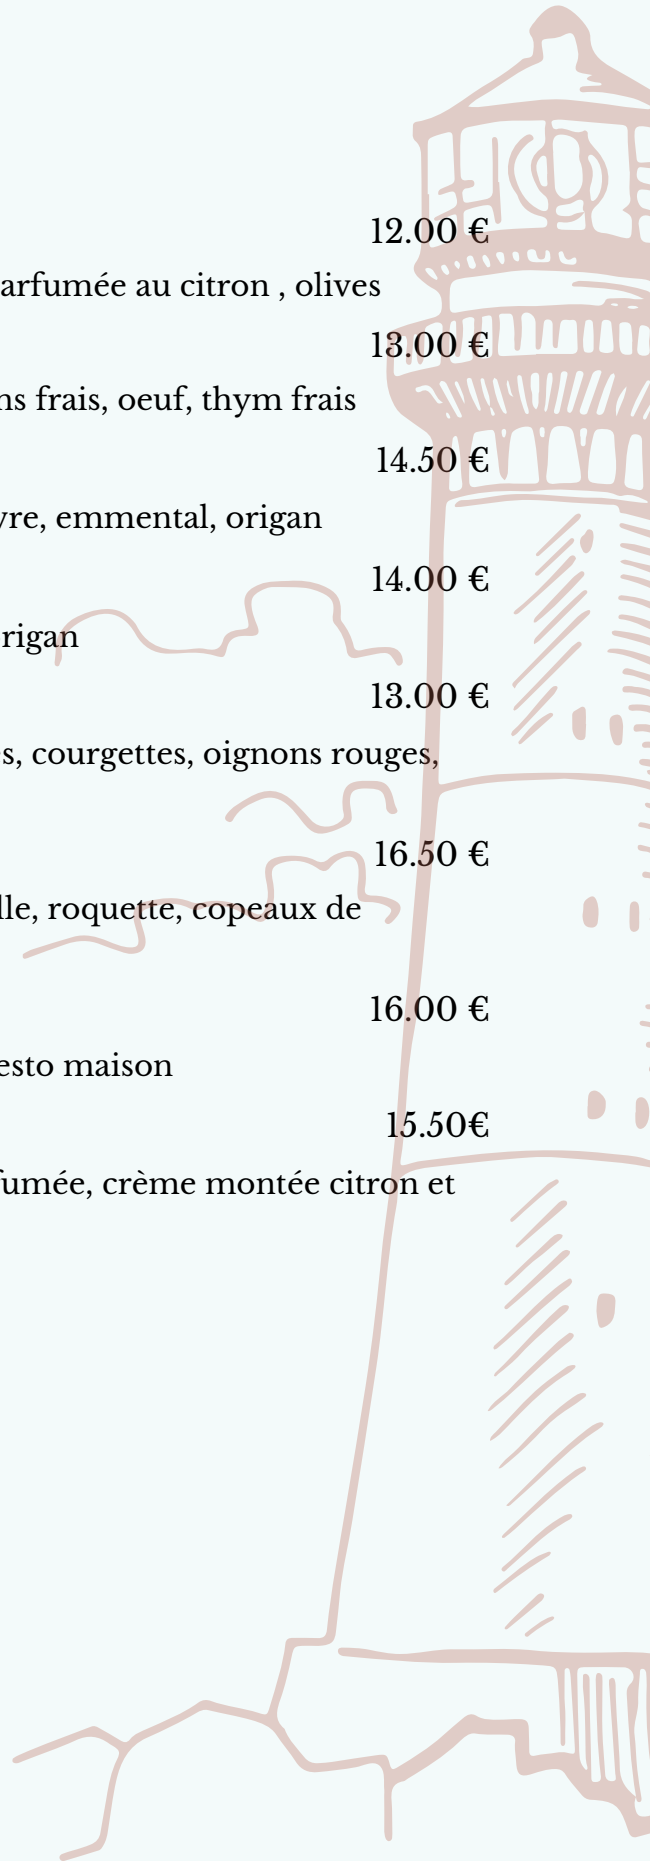 12.00 €
arfumée au citron , olives
13.00 €
ns frais, oeuf, thym frais
14.50 €
vre, emmental, origan
14.00 €
rigan
13.00 €
s, courgettes, oignons rouges,
16.50 €
lle, roquette, copeaux de
16.00 €
esto maison
15.50€
fumée, crème montée citron et